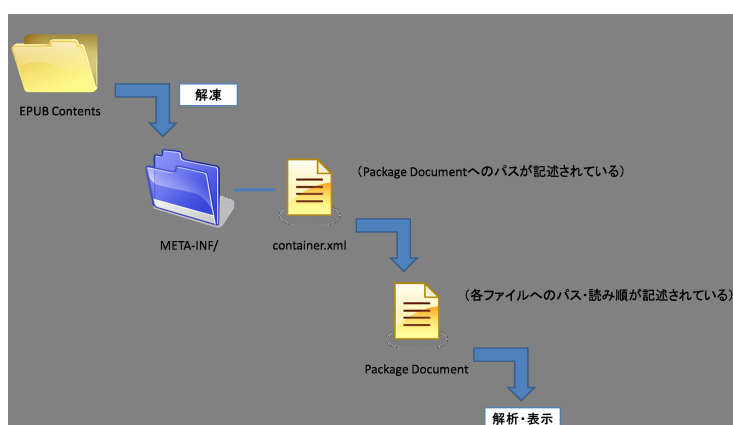 EPUB Contents
解凍
(Package Documentへのパスが記述されている)
META-INF/
container.xml
(各ファイルへのパス・読み順が記述されている)
Package Document
解析・表示